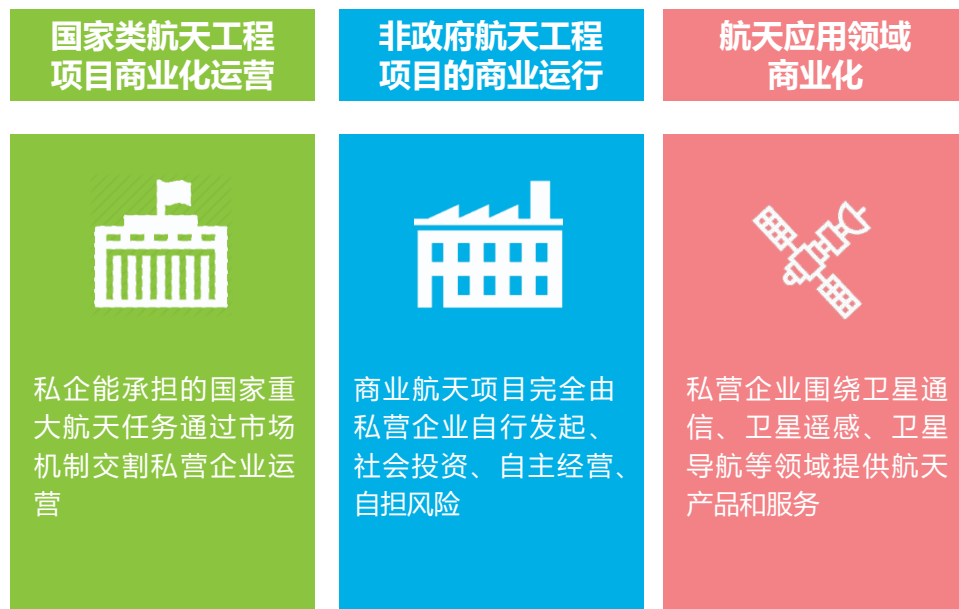 国家类航天工程
项目商业化运营
非政府航天工程
项目的商业运行
航天应用领域
商业化
私企能承担的国家重
大航天任务通过市场
机制交割私营企业运
营
商业航天项目完全由
私营企业自行发起、
社会投资、自主经营、
自担风险
私营企业围绕卫星通
信、卫星遥感、卫星
导航等领域提供航天
产品和服务